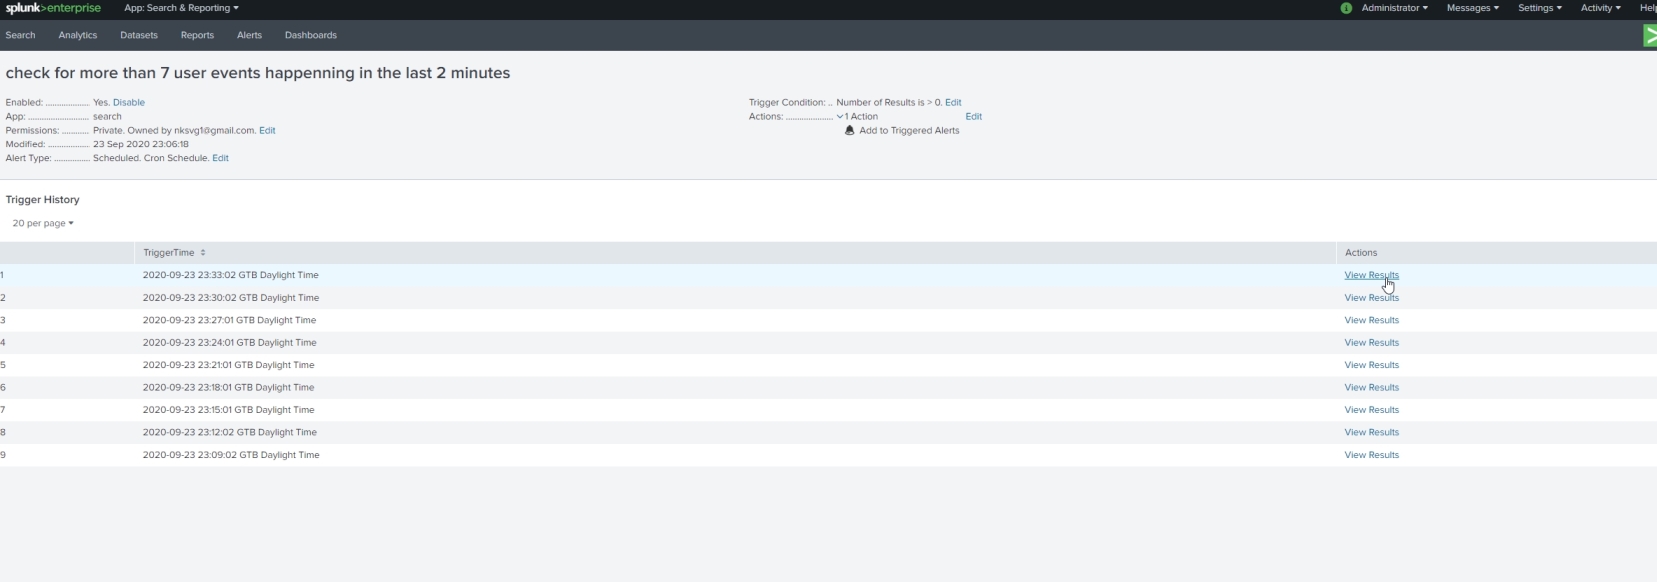 splunk>enterprise App: Search & Reporting Administrator Messages Settings Activity Help
Search Analytics Datasets Reports Alerts Dashboards
check for more than 7 user events happenning in the last 2 minutes
Enabled: .................. Yes. Disable
App: ......................... search
Permissions: ........... Private. Owned by nksvg1@gmail.com. Edit
Modified: ................. 23 Sep 2020 23:06:18
Alert Type: .............. Scheduled. Cron Schedule. Edit
Trigger Condition: .. Number of Results is > 0. Edit
Actions: .................... 1 Action Edit
Add to Triggered Alerts
Trigger History
20 per page
TriggerTime Actions
1 2020-09-23 23:33:02 GTB Daylight Time View Results
2 2020-09-23 23:30:02 GTB Daylight Time View Results
3 2020-09-23 23:27:01 GTB Daylight Time View Results
4 2020-09-23 23:24:01 GTB Daylight Time View Results
5 2020-09-23 23:21:01 GTB Daylight Time View Results
6 2020-09-23 23:18:01 GTB Daylight Time View Results
7 2020-09-23 23:15:01 GTB Daylight Time View Results
8 2020-09-23 23:12:02 GTB Daylight Time View Results
9 2020-09-23 23:09:02 GTB Daylight Time View Results